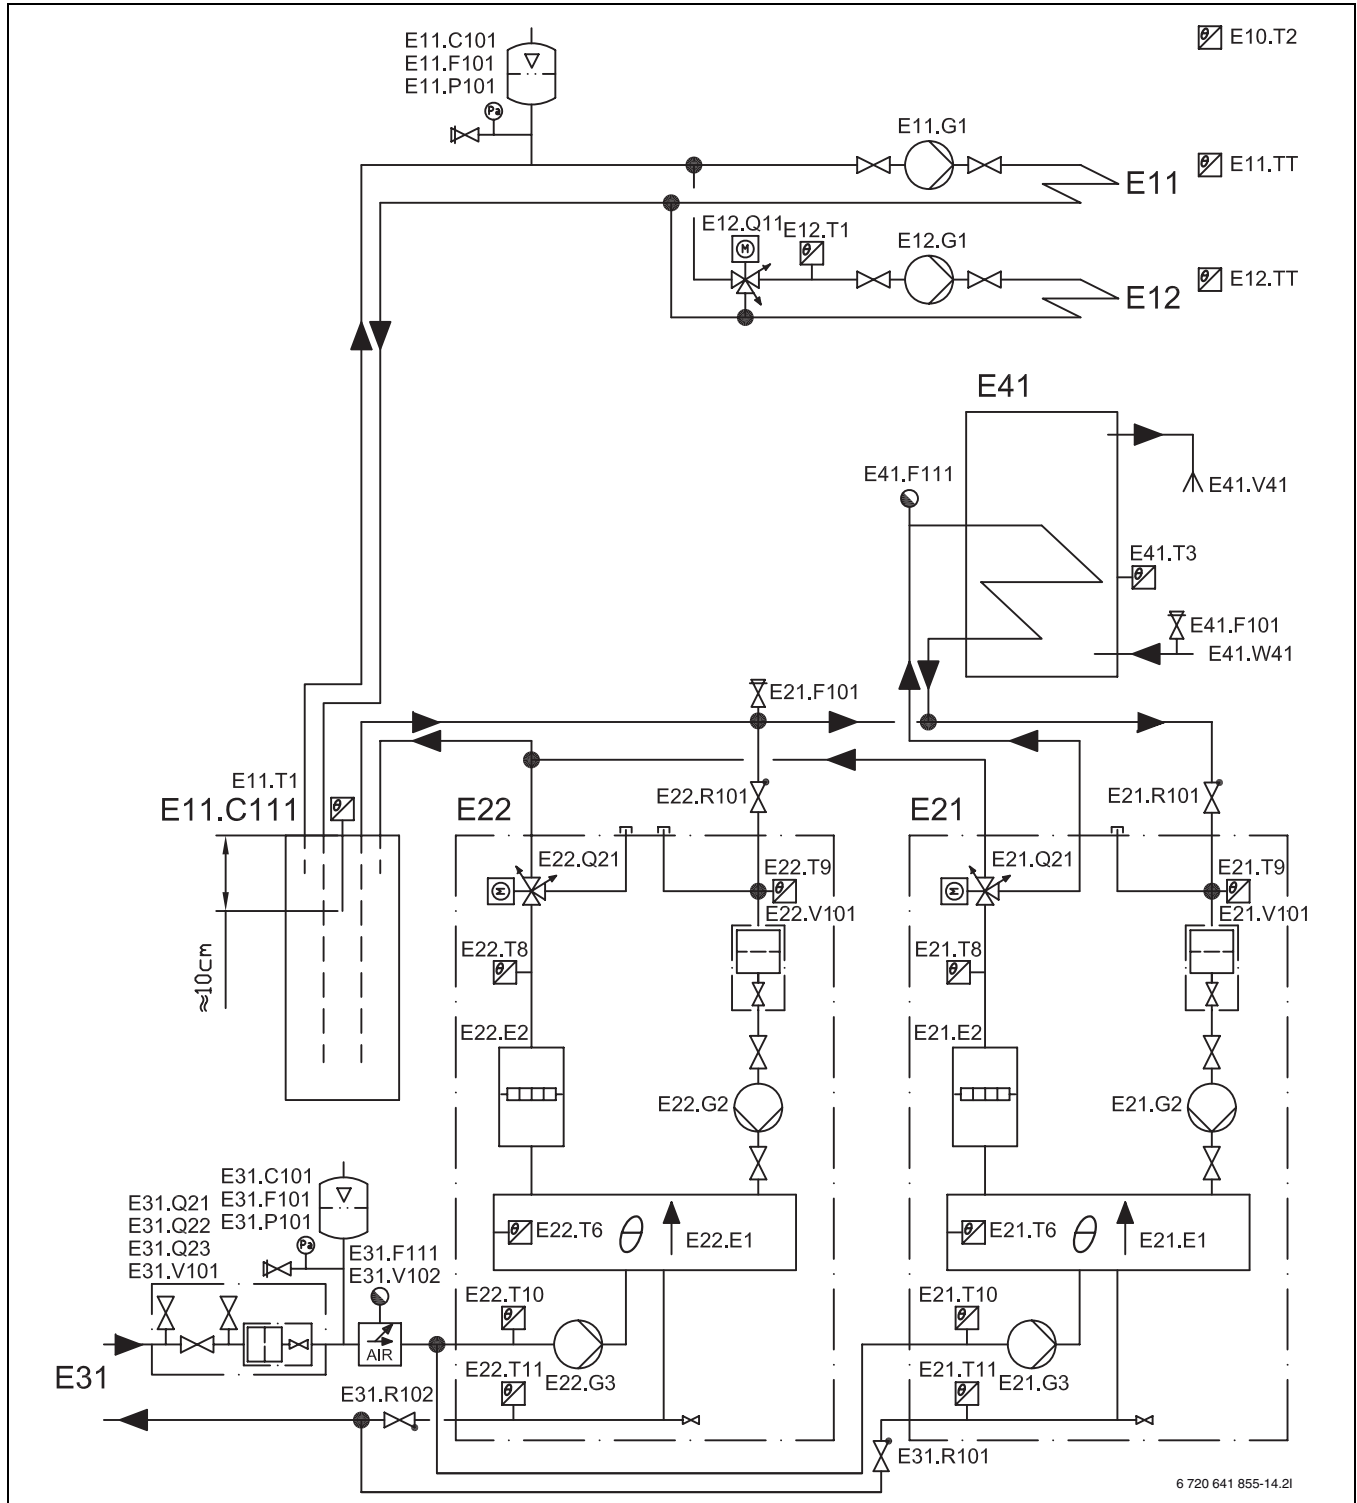 E11.C101
E11.F101
E11.P101
Pa
E10.T2
θ
E11.G1
E11
θ
E11.TT
E12.Q11
M
E12.T1
θ
E12.G1
E12
θ
E12.TT
E41
E41.F111
E41.V41
E41.T3
θ
E41.F101
E41.W41
E21.F101
E11.T1
E11.C111
θ
E22
E22.R101
E21
E21.R101
E22.Q21
M
E22.T9
θ
E21.Q21
M
E21.T9
θ
E22.V101
E21.V101
≈10cm
E22.T8
θ
E21.T8
θ
E22.E2
E21.E2
E22.G2
E21.G2
E31.C101
E31.F101
E31.P101
E31.Q21
E31.Q22
E31.Q23
E31.V101
Pa
E31.F111
E31.V102
AIR
θ
E22.T6
θ
E22.E1
θ
E21.T6
θ
E21.E1
E22.T10
θ
E21.T10
θ
E31
E22.T11
θ
E22.G3
E21.T11
θ
E21.G3
E31.R102
E31.R101
6 720 641 855-14.2I